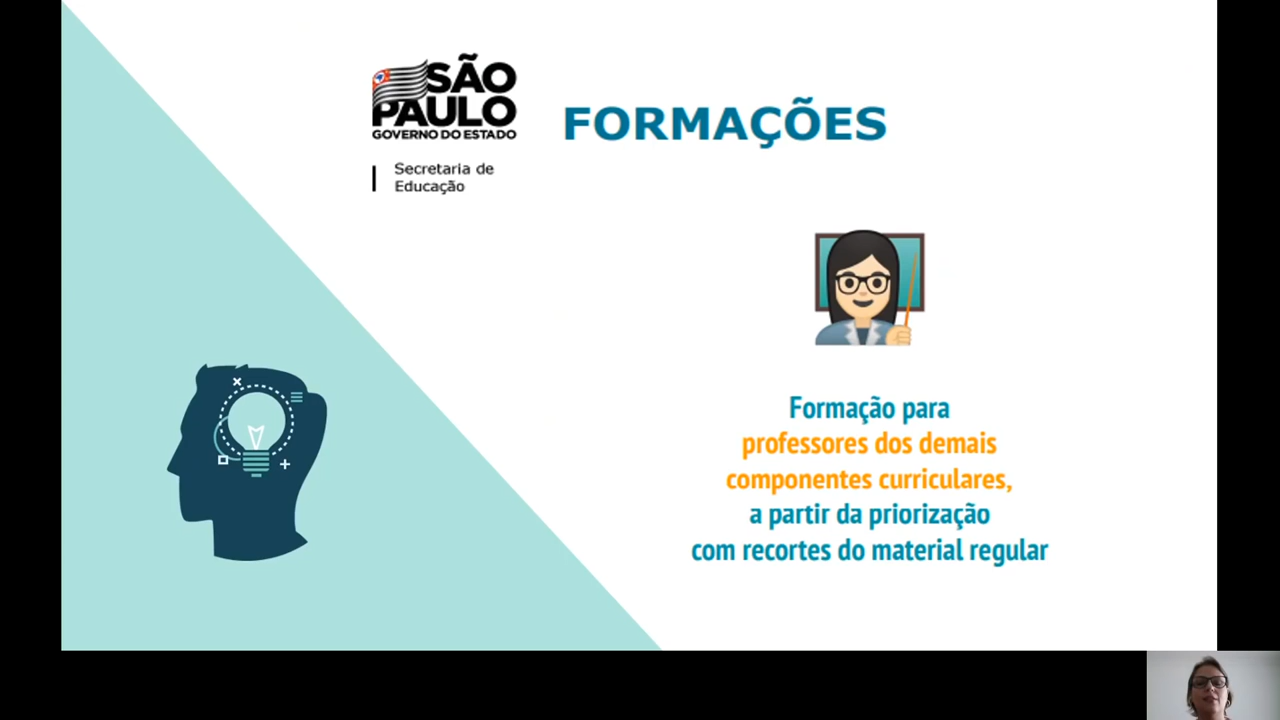 SÃO
PAULO
GOVERNO DO ESTADO
Secretaria de
Educação
FORMAÇÕES
Formação para
professores dos demais
componentes curriculares,
a partir da priorização
com recortes do material regular